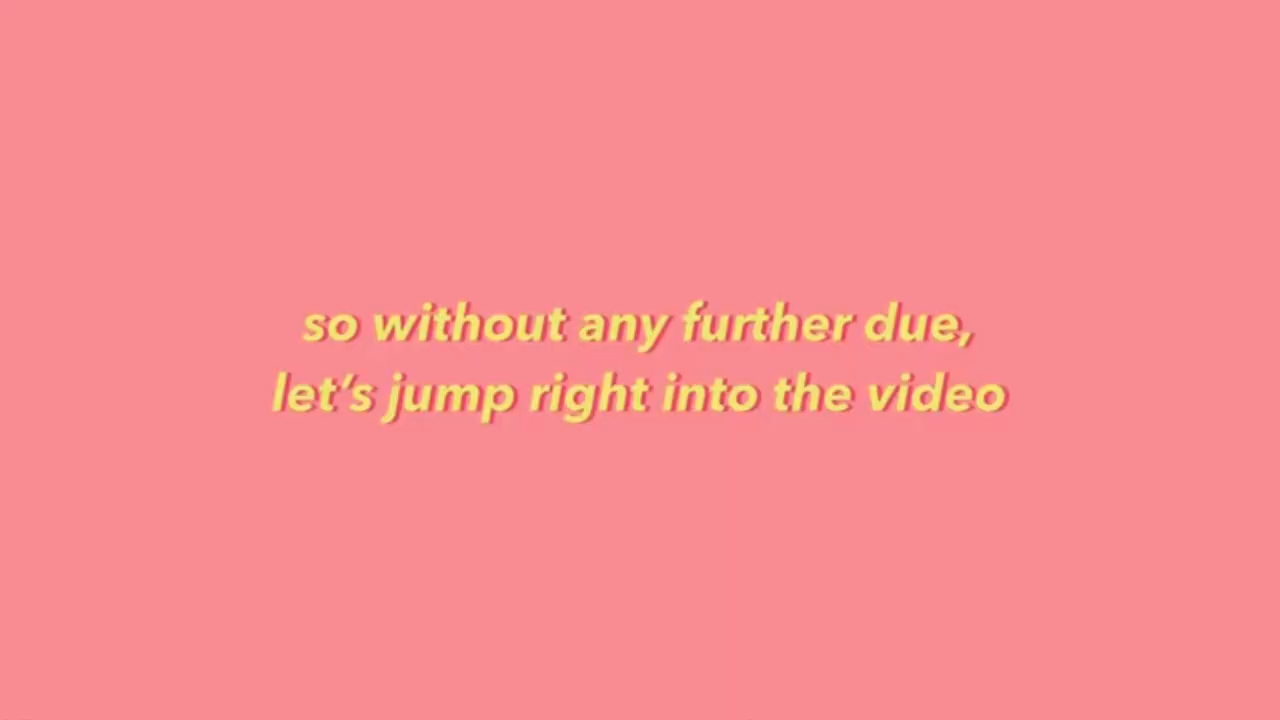 so without any further due,
let’s jump right into the video